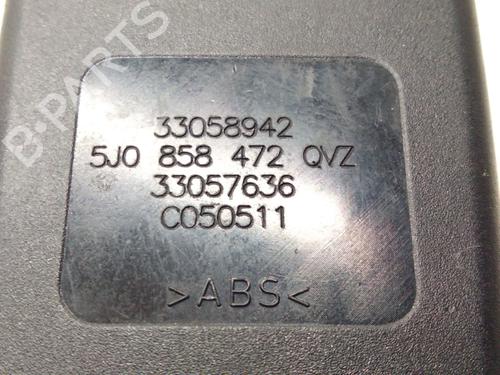 B-PARTS
33058942
5J0 858 472 QVZ
33057636
C050511
>ABS<